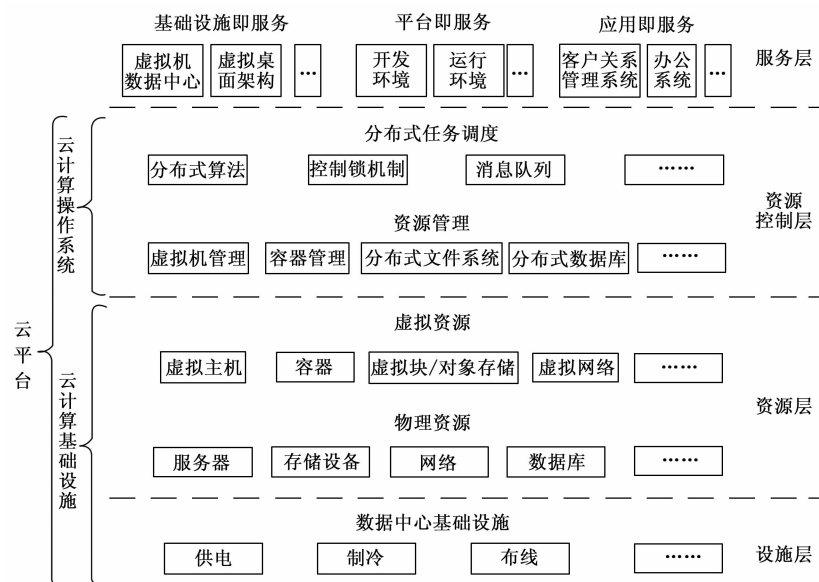 基础设施即服务 平台即服务 应用即服务
虚拟机 虚拟桌 ... 开发 运行 ... 客户关系 办公 ... 服务层
数据中心 面架构 环境 环境 管理系统 系统
分布式任务调度
分布式算法 控制锁机制 消息队列 ……
云计算操作系统
资源
控制层
资源管理
虚拟机管理 容器管理 分布式文件系统 分布式数据库 ……
云平台
虚拟资源
虚拟主机 容器 虚拟块/对象存储 虚拟网络 ……
云计算基础设施
资源层
物理资源
服务器 存储设备 网络 数据库 ……
数据中心基础设施
供电 制冷 布线 …… 设施层